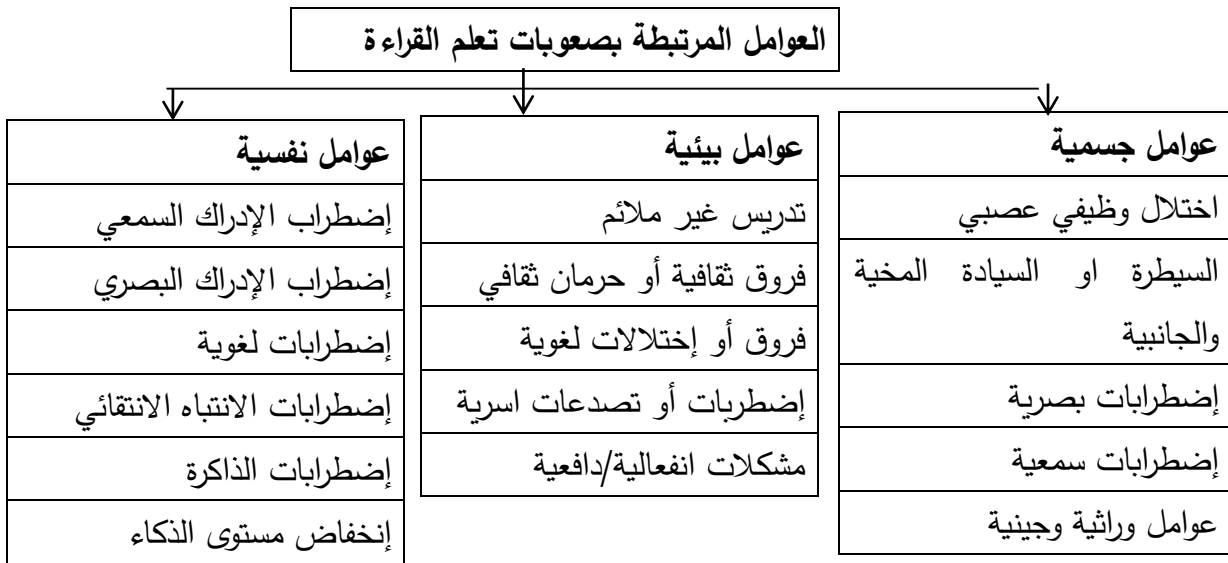 العوامل المرتبطة بصعوبات تعلم القراءة
عوامل جسمية
اختلال وظيفي عصبي
السيطرة او السيادة المخية
والجانبية
إضطرابات بصرية
إضطرابات سمعية
عوامل وراثية وجينية
عوامل بيئية
تدريس غير ملائم
فروق ثقافية أو حرمان ثقافي
فروق أو إختلالات لغوية
إضطربات أو تصدعات اسرية
مشكلات انفعالية/دافعية
عوامل نفسية
إضطراب الإدراك السمعي
إضطراب الإدراك البصري
إضطرابات لغوية
إضطرابات الانتباه الانتقائي
إضطرابات الذاكرة
إنخفاض مستوى الذكاء